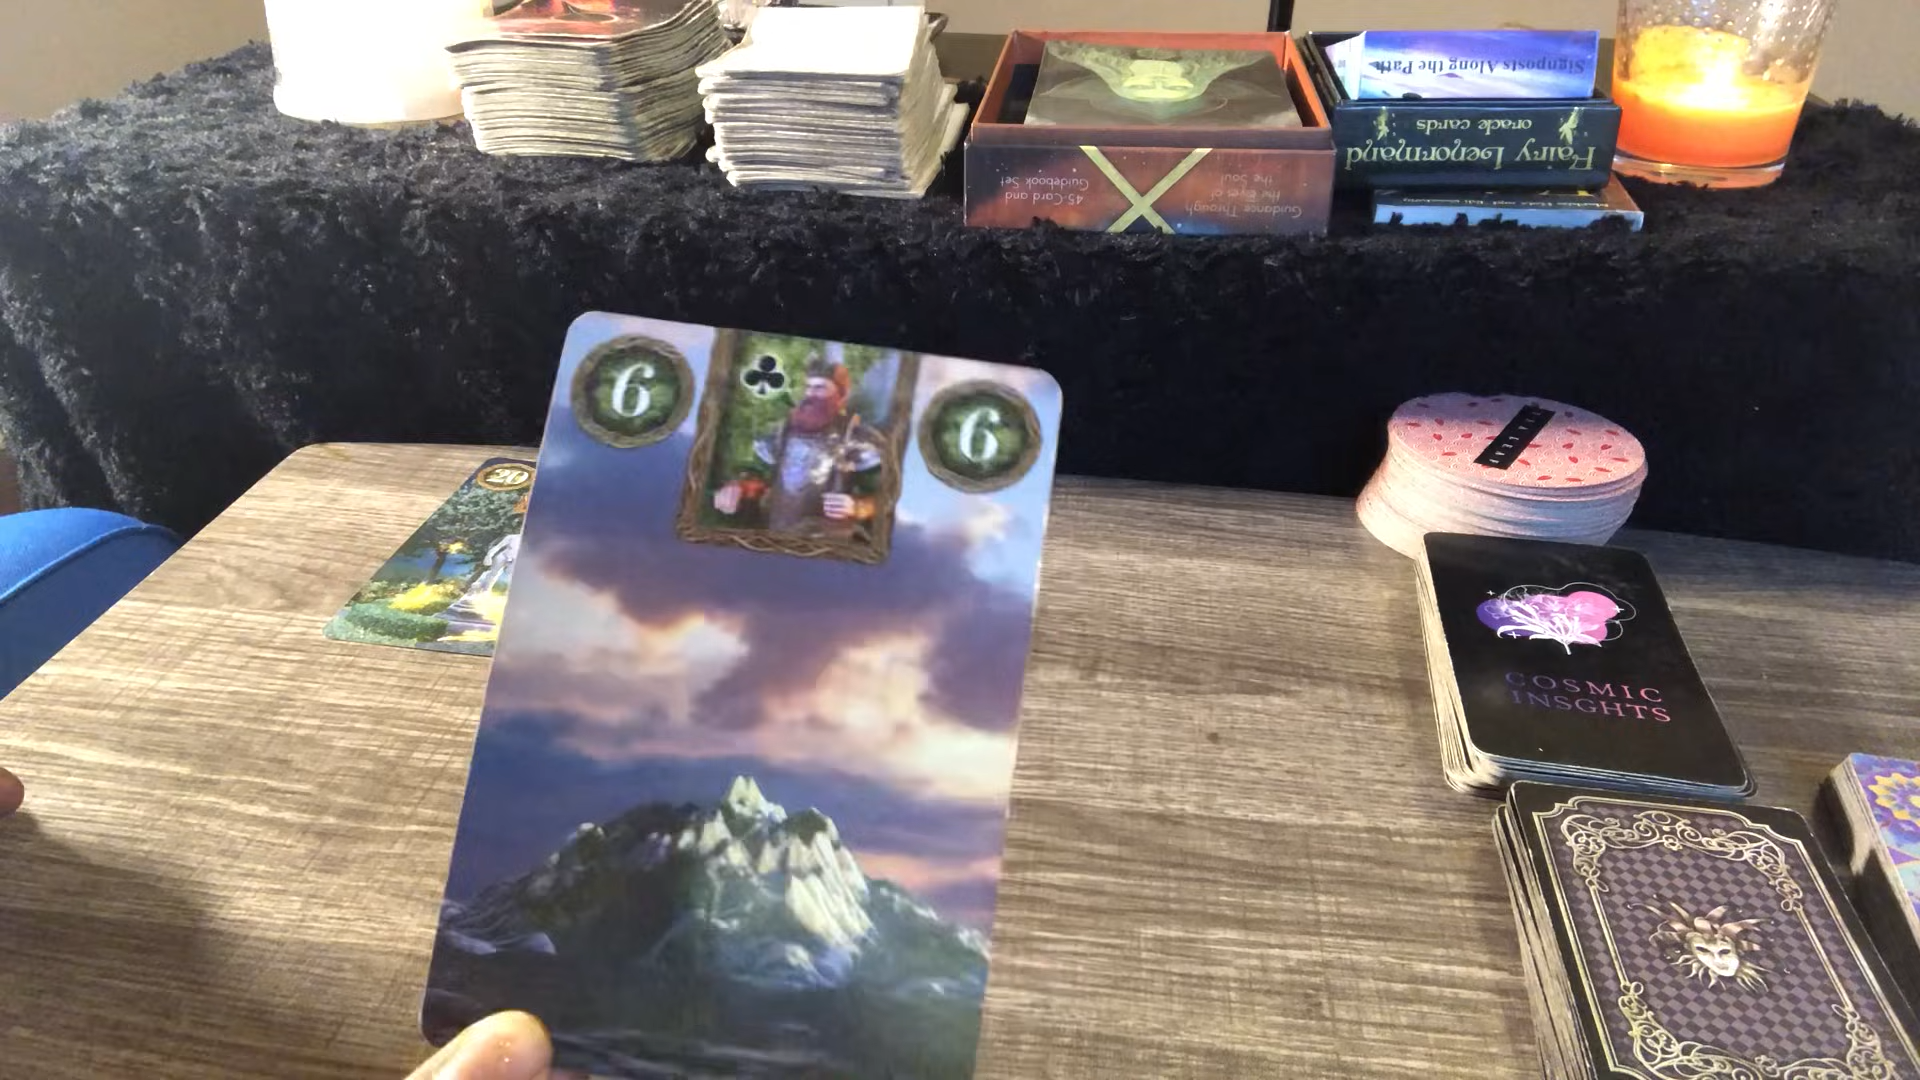 Signposts Along the Path
Fairy Lenormand
oracle cards
Guidance Through
the Eyes of
the Soul
45-Card and
Guidebook Set
6
6
20
COSMIC
INSGHTS